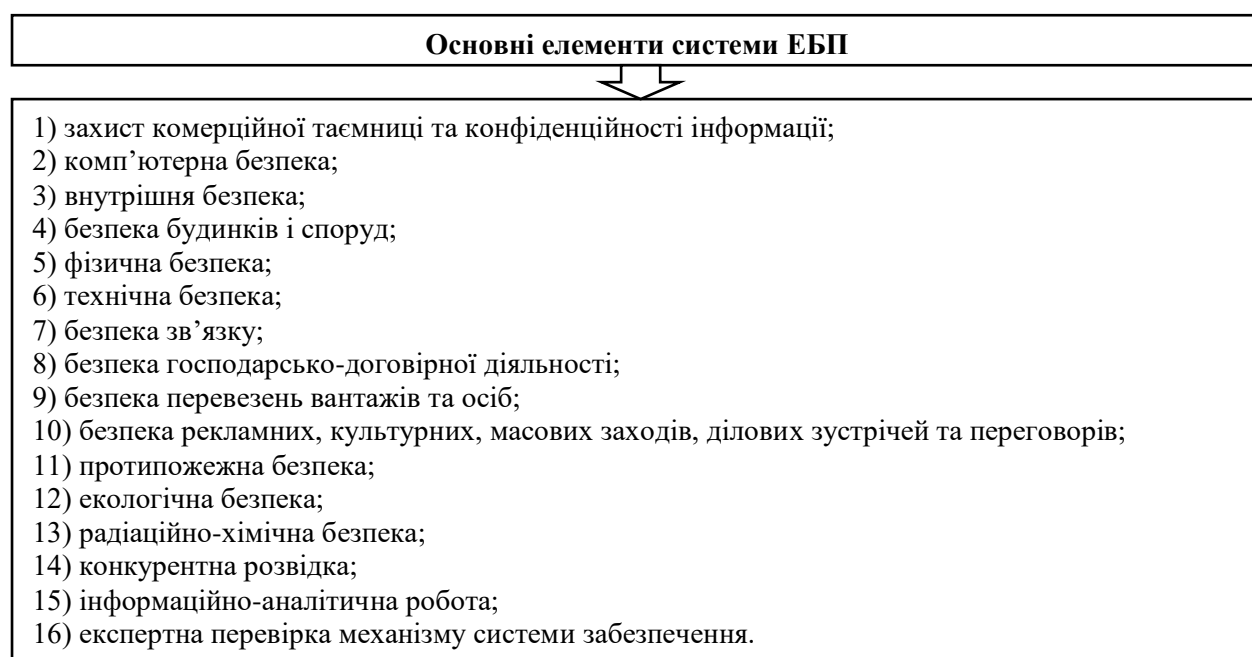 Основні елементи системи ЕБП
1) захист комерційної таємниці та конфіденційності інформації;
2) комп’ютерна безпека;
3) внутрішня безпека;
4) безпека будинків і споруд;
5) фізична безпека;
6) технічна безпека;
7) безпека зв’язку;
8) безпека господарсько-договірної діяльності;
9) безпека перевезень вантажів та осіб;
10) безпека рекламних, культурних, масових заходів, ділових зустрічей та переговорів;
11) протипожежна безпека;
12) екологічна безпека;
13) радіаційно-хімічна безпека;
14) конкурентна розвідка;
15) інформаційно-аналітична робота;
16) експертна перевірка механізму системи забезпечення.